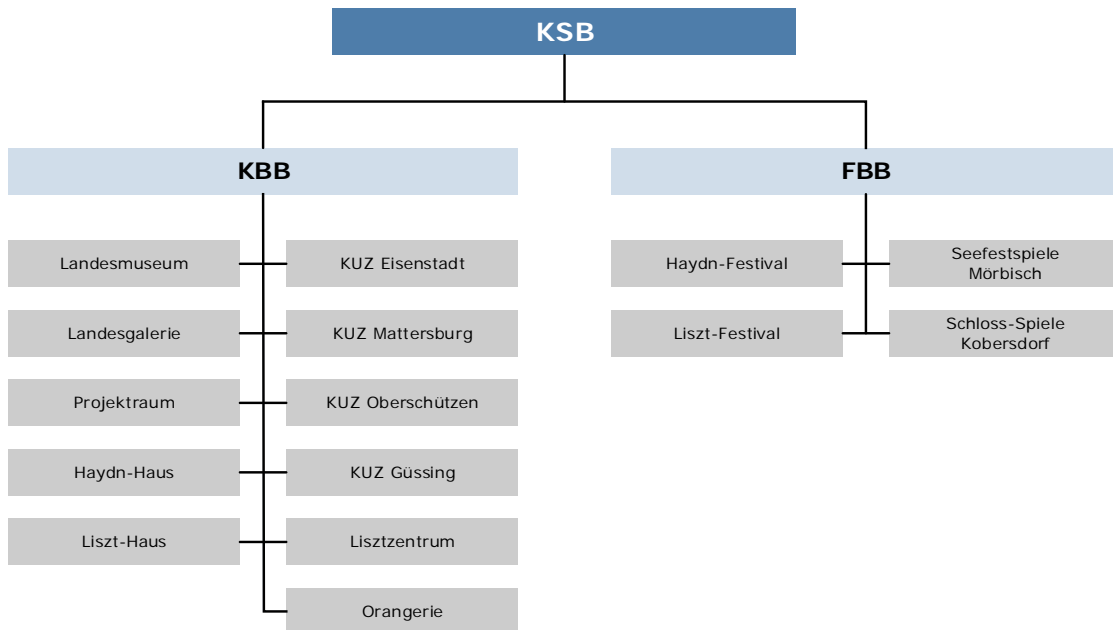 KSB
KBB
FBB
Landesmuseum
KUZ Eisenstadt
Haydn-Festival
Seefestspiele
Mörbisch
Landesgalerie
KUZ Mattersburg
Liszt-Festival
Schloss-Spiele
Kobersdorf
Projektraum
KUZ Oberschützen
Haydn-Haus
KUZ Güssing
Liszt-Haus
Lisztzentrum
Orangerie